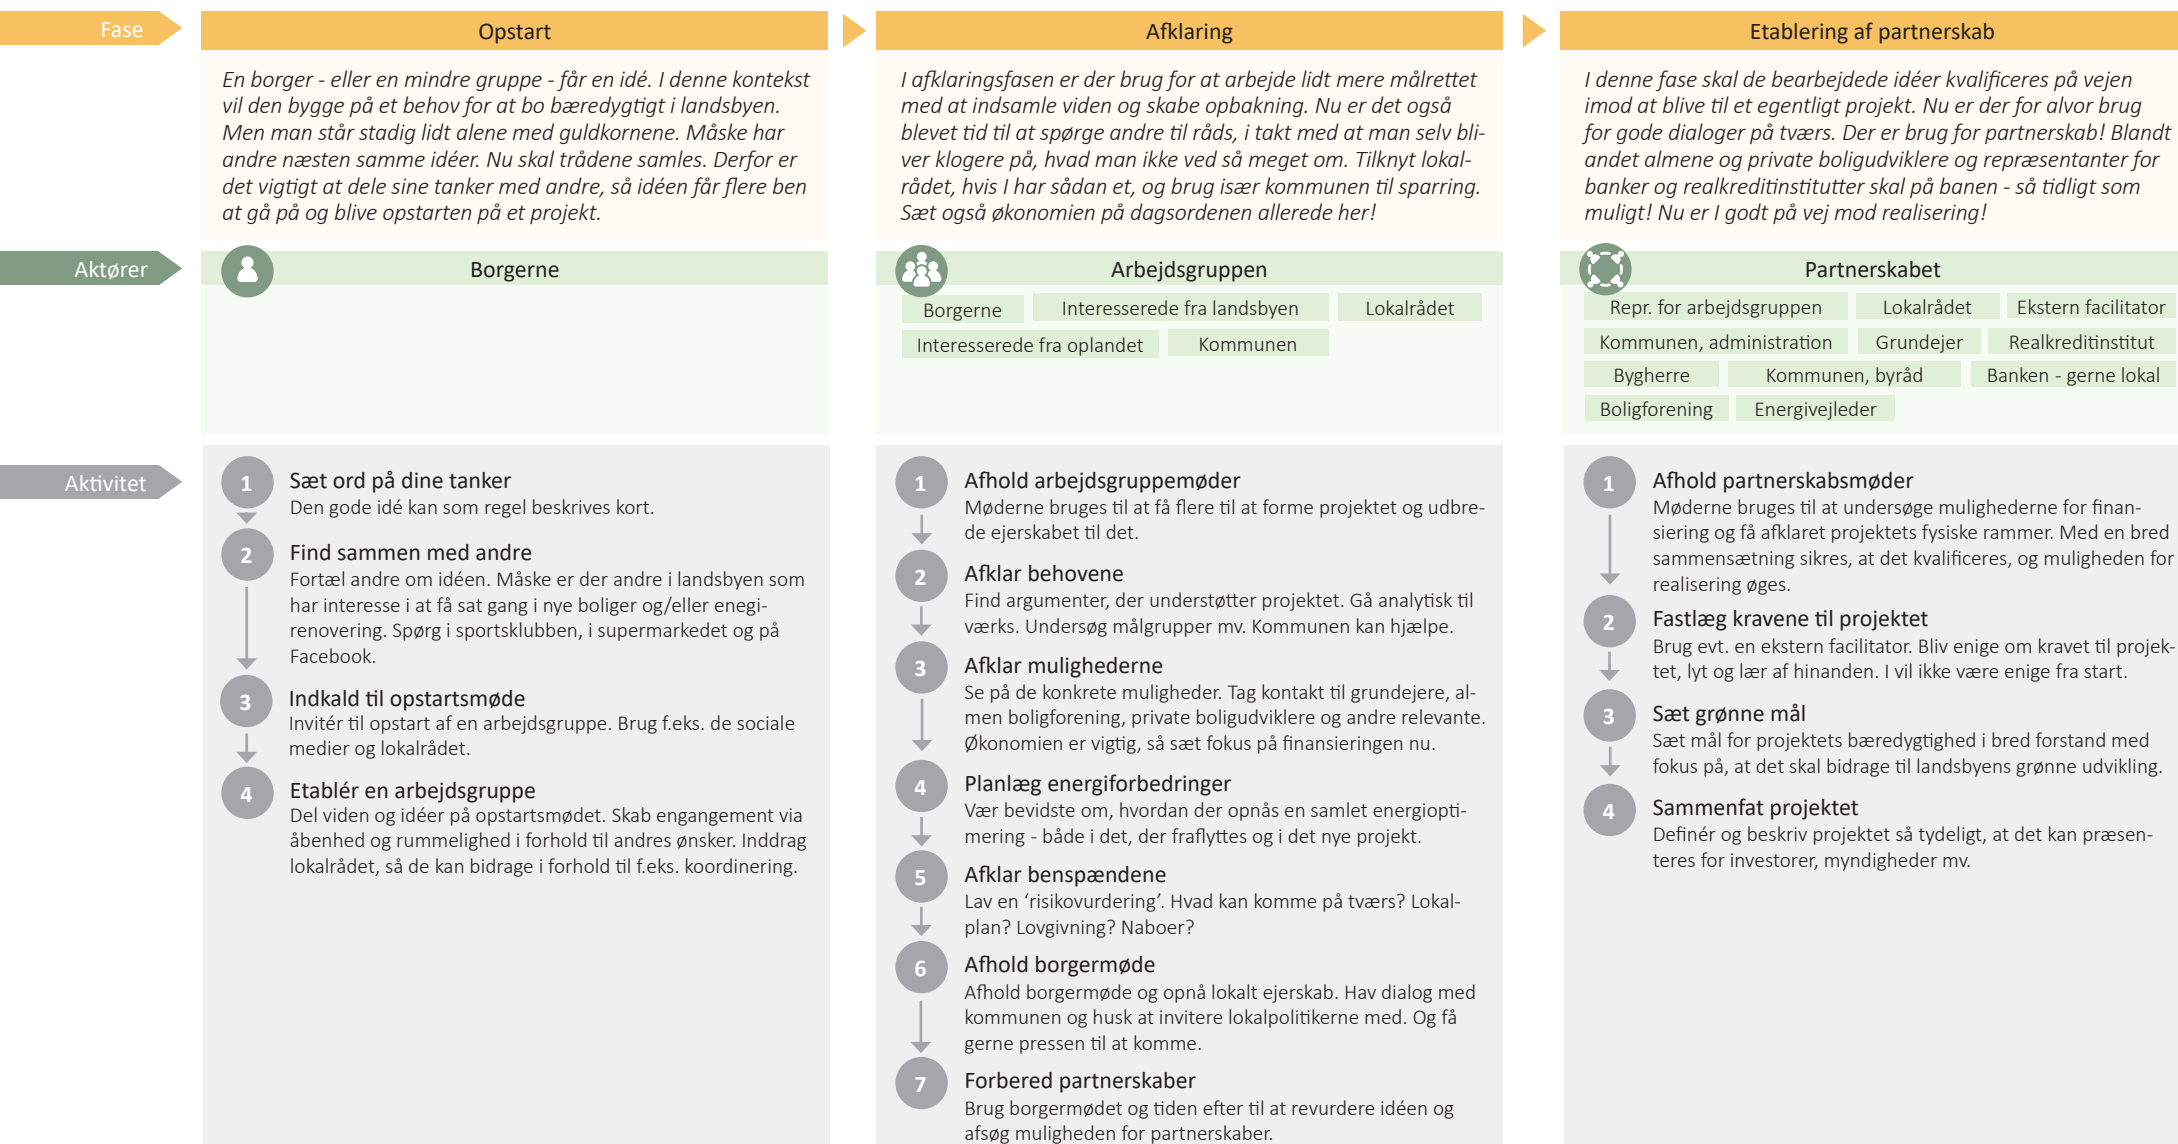 Fase
Opstart
En borger - eller en mindre gruppe - får en idé. I denne kontekst
vil den bygge på et behov for at bo bæredygtigt i landsbyen.
Men man står stadig lidt alene med guldkornene. Måske har
andre næsten samme idéer. Nu skal trådene samles. Derfor er
det vigtigt at dele sine tanker med andre, så idéen får flere ben
at gå på og blive opstarten på et projekt.
Afklaring
I afklaringsfasen er der brug for at arbejde lidt mere målrettet
med at indsamle viden og skabe opbakning. Nu er det også
blevet tid til at spørge andre til råds, i takt med at man selv bli-
ver klogere på, hvad man ikke ved så meget om. Tilknyt lokal-
rådet, hvis I har sådan et, og brug især kommunen til sparring.
Sæt også økonomien på dagsordenen allerede her!
Etablering af partnerskab
I denne fase skal de bearbejdede idéer kvalificeres på vejen
imod at blive til et egentligt projekt. Nu er der for alvor brug
for gode dialoger på tværs. Der er brug for partnerskab! Blandt
andet almene og private boligudviklere og repræsentanter for
banker og realkreditinstitutter skal på banen - så tidligt som
muligt! Nu er I godt på vej mod realisering!
Aktører
Borgerne
Arbejdsgruppen
Borgerne
Interesserede fra landsbyen
Lokalrådet
Interesserede fra oplandet
Kommunen
Partnerskabet
Repr. for arbejdsgruppen
Lokalrådet
Ekstern facilitator
Kommunen, administration
Grundejer
Realkreditinstitut
Bygherre
Kommunen, byråd
Banken - gerne lokal
Boligforening
Energivejleder
Aktivitet
1
Sæt ord på dine tanker
Den gode idé kan som regel beskrives kort.
2
Find sammen med andre
Fortæl andre om idéen. Måske er der andre i landsbyen som
har interesse i at få sat gang i nye boliger og/eller enegi-
renovering. Spørg i sportsklubben, i supermarkedet og på
Facebook.
3
Indkald til opstartsmøde
Invitér til opstart af en arbejdsgruppe. Brug f.eks. de sociale
medier og lokalrådet.
4
Etablér en arbejdsgruppe
Del viden og idéer på opstartsmødet. Skab engangement via
åbenhed og rummelighed i forhold til andres ønsker. Inddrag
lokalrådet, så de kan bidrage i forhold til f.eks. koordinering.
1
Afhold arbejdsgruppemøder
Møderne bruges til at få flere til at forme projektet og udbre-
de ejerskabet til det.
2
Afklar behovene
Find argumenter, der understøtter projektet. Gå analytisk til
værks. Undersøg målgrupper mv. Kommunen kan hjælpe.
3
Afklar mulighederne
Se på de konkrete muligheder. Tag kontakt til grundejere, al-
men boligforening, private boligudviklere og andre relevante.
Økonomien er vigtig, så sæt fokus på finansieringen nu.
4
Planlæg energiforbedringer
Vær bevidste om, hvordan der opnås en samlet energiopti-
mering - både i det, der fraflyttes og i det nye projekt.
5
Afklar benspændene
Lav en ‘risikovurdering’. Hvad kan komme på tværs? Lokal-
plan? Lovgivning? Naboer?
6
Afhold borgermøde
Afhold borgermøde og opnå lokalt ejerskab. Hav dialog med
kommunen og husk at invitere lokalpolitikerne med. Og få
gerne pressen til at komme.
7
Forbered partnerskaber
Brug borgermødet og tiden efter til at revurdere idéen og
afsøg muligheden for partnerskaber.
1
Afhold partnerskabsmøder
Møderne bruges til at undersøge mulighederne for finan-
siering og få afklaret projektets fysiske rammer. Med en bred
sammensætning sikres, at det kvalificeres, og muligheden for
realisering øges.
2
Fastlæg kravene til projektet
Brug evt. en ekstern facilitator. Bliv enige om kravet til projek-
tet, lyt og lær af hinanden. I vil ikke være enige fra start.
3
Sæt grønne mål
Sæt mål for projektets bæredygtighed i bred forstand med
fokus på, at det skal bidrage til landsbyens grønne udvikling.
4
Sammenfat projektet
Definér og beskriv projektet så tydeligt, at det kan præsen-
teres for investorer, myndigheder mv.